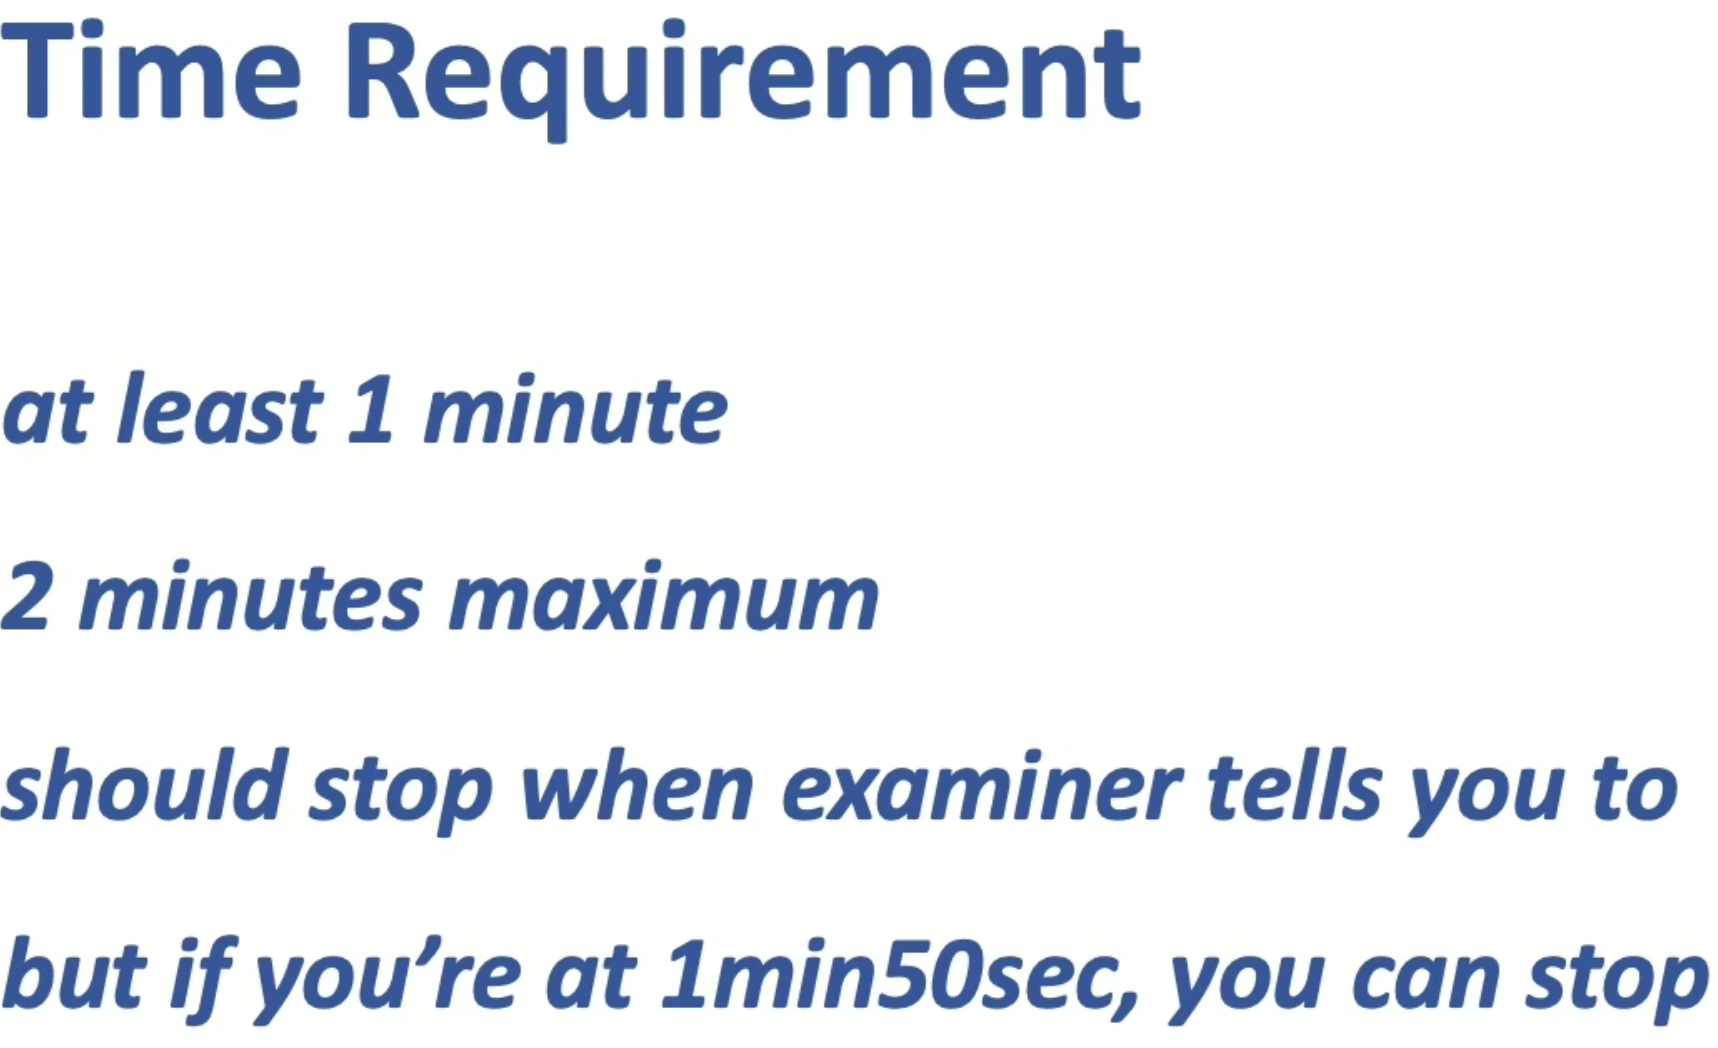 Time Requirement
at least 1 minute
2 minutes maximum
should stop when examiner tells you to
but if you’re at 1min50sec, you can stop